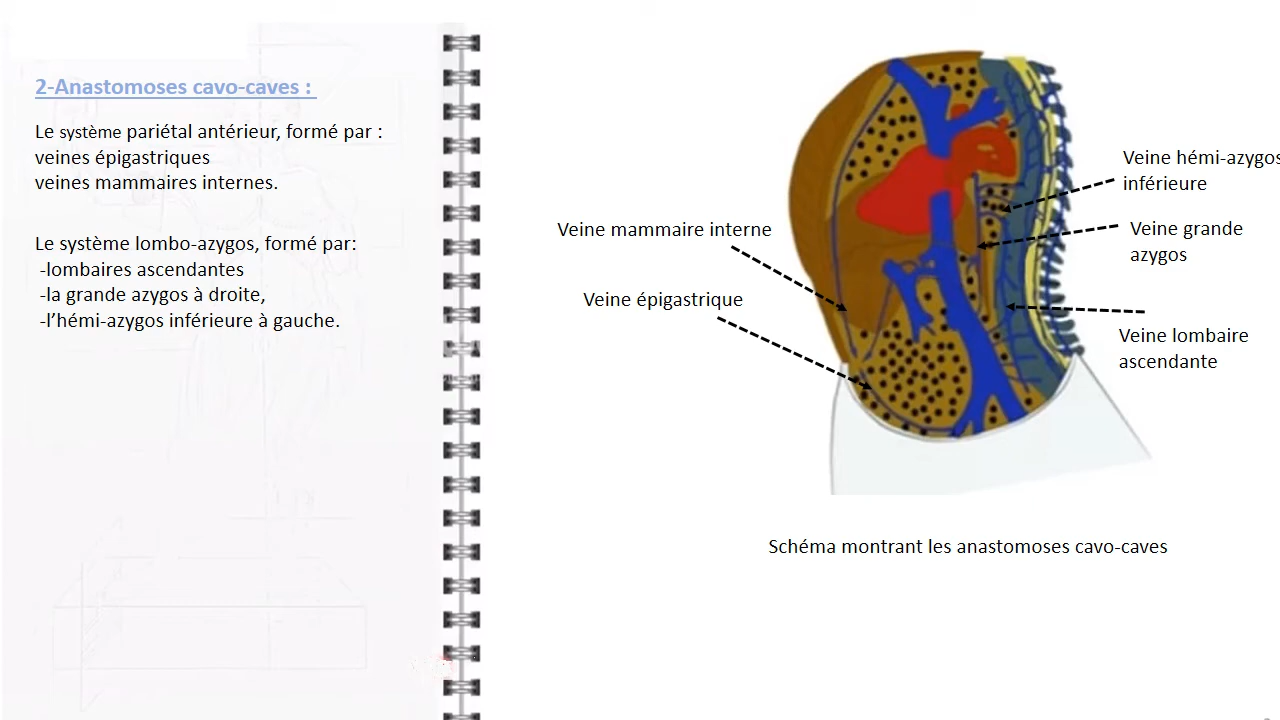 2-Anastomoses cavo-caves :
Le système pariétal antérieur, formé par :
veines épigastriques
veines mammaires internes.
Le système lombo-azygos, formé par:
-lombaires ascendantes
-la grande azygos à droite,
-l’hémi-azygos inférieure à gauche.
Veine hémi-azygos
inférieure
Veine mammaire interne
Veine grande
azygos
Veine épigastrique
Veine lombaire
ascendante
Schéma montrant les anastomoses cavo-caves